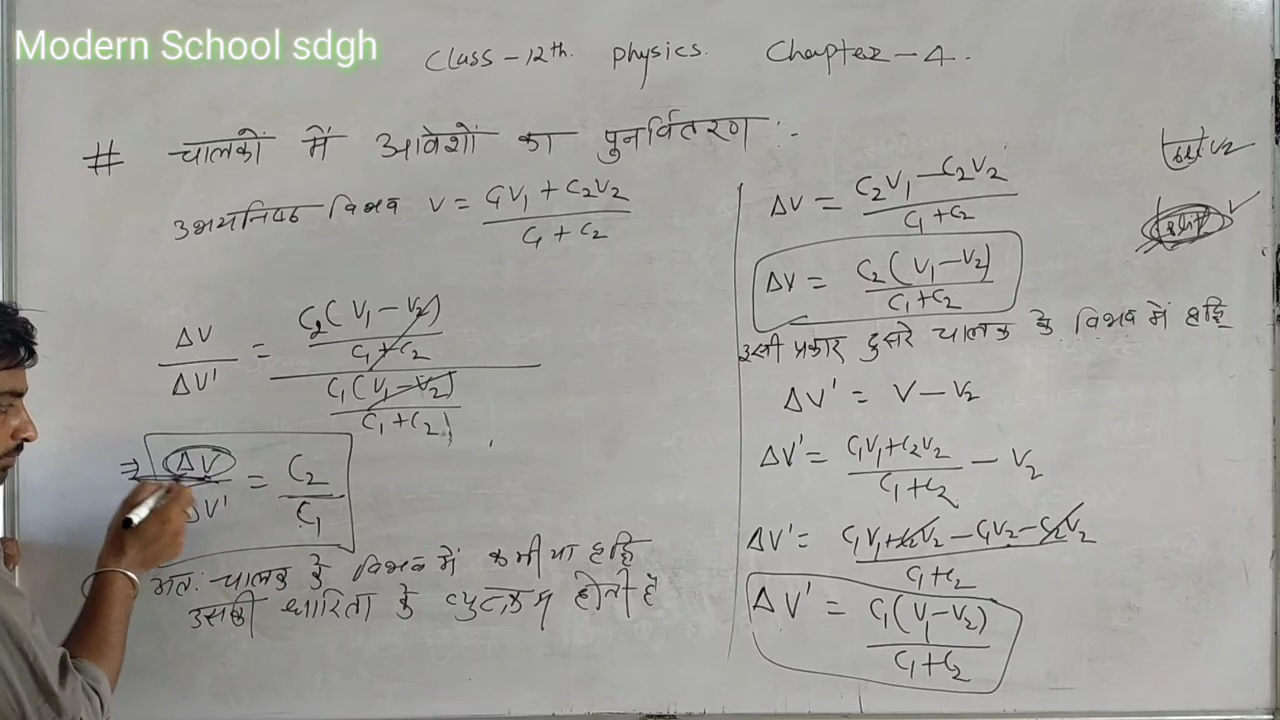 Modern School sdgh
Class - 12th. physics. Chapter - 4.
# चालकों में आवेशों का पुनर्वितरण :-
उभयनिष्ठ विभव V = C₁V₁ + C₂V₂ / C₁ + C₂
ΔV / ΔV' = C₂(V₁ - V₂) / C₁ + C₂ / C₁(V₁ - V₂) / C₁ + C₂
⇒ ΔV / ΔV' = C₂ / C₁
अतः चालक के विभव में कमी या वृद्धि
उसकी धारिता के व्युत्क्रम होती है
ΔV = C₂V₁ - C₂V₂ / C₁ + C₂
ΔV = C₂(V₁ - V₂) / C₁ + C₂
इसी प्रकार दुसरे चालक के विभव में वृद्धि
ΔV' = V - V₂
ΔV' = C₁V₁ + C₂V₂ / C₁ + C₂ - V₂
ΔV' = C₁V₁ + C₂V₂ - C₁V₂ - C₂V₂ / C₁ + C₂
ΔV' = C₁(V₁ - V₂) / C₁ + C₂